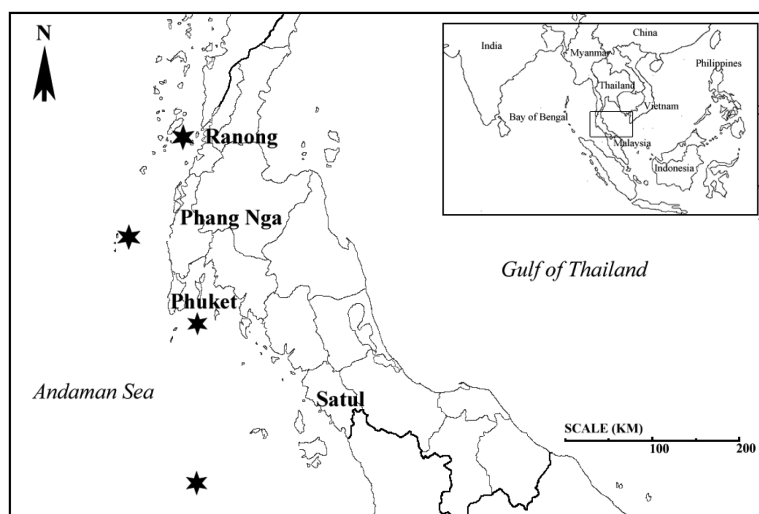 N
India
China
Myanmar
Philippines
Thailand
Vietnam
Bay of Bengal
Malaysia
Indonesia
Ranong
Phang Nga
Gulf of Thailand
Phuket
Andaman Sea
Satul
SCALE (KM)
100 200